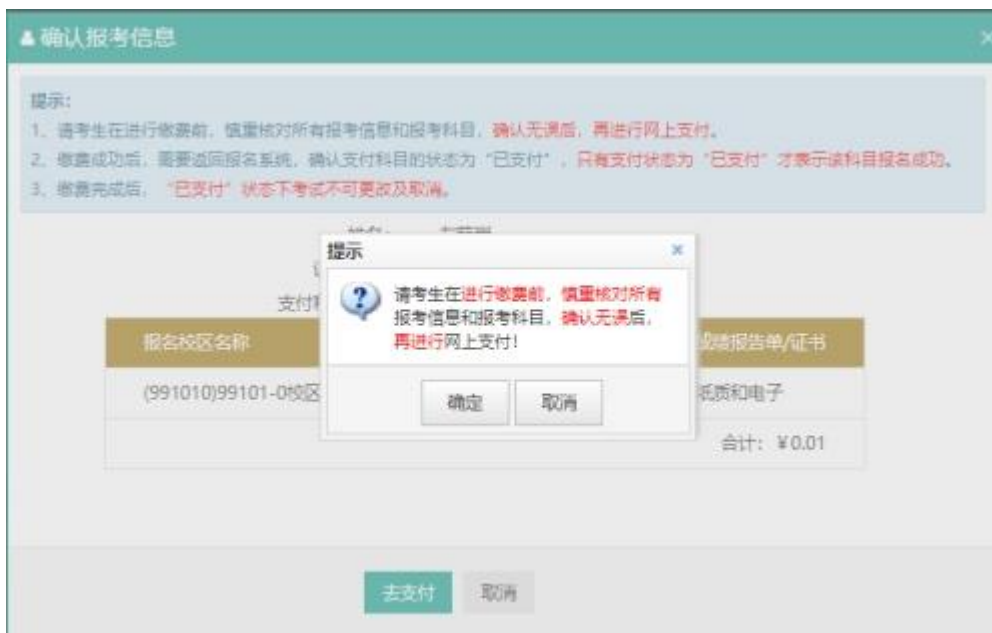 确认报考信息
提示:
1、请考生在进行缴费前，慎重核对所有报考信息和报考科目，确认无误后，再进行网上支付。
2、缴费成功后，需要返回报名系统，确认支付科目的状态为“已支付”，只有支付状态为“已支付”才表示该科目报名成功。
3、缴费完成后，“已支付”状态下考试不可更改及取消。
提示
请考生在进行缴费前，慎重核对所有
报考信息和报考科目，确认无误后，
再进行网上支付！
确定 取消
支付
报名校区名称 成绩报告单/证书
(991010)99101-0校区 纸质和电子
合计: ¥0.01
去支付 取消